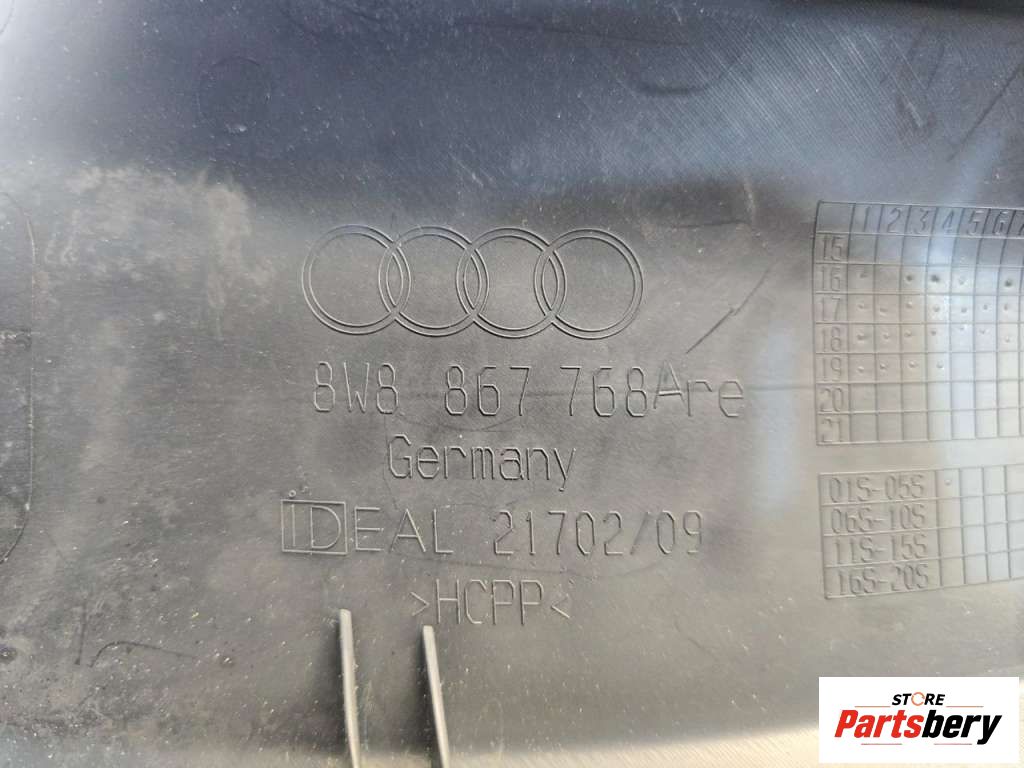 8W8 867 768Are
Germany
IDEAL 21702/09
>HCPP<
1 2 3 4 5 6 7
15
16
17
18
19
20
21
01S-05S
06S-10S
11S-15S
16S-20S
STORE
Partsbery